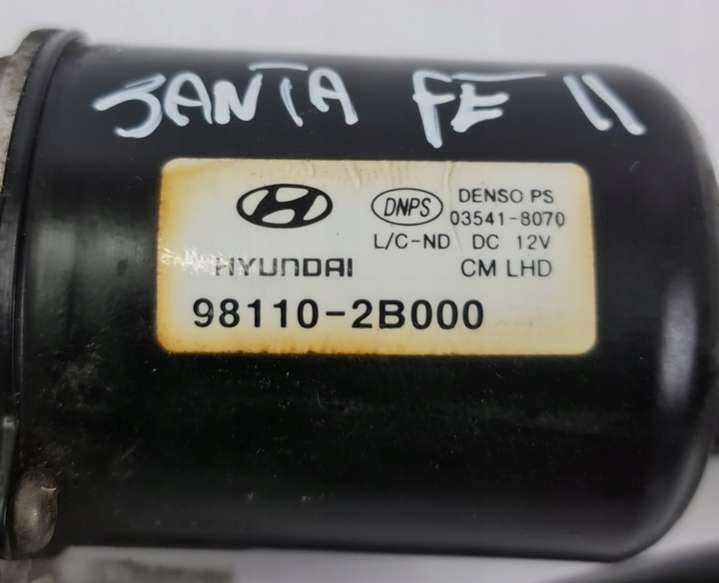 SANTA FE II
DNPS DENSO PS
03541-8070
L/C-ND DC 12V
HYUNDAI CM LHD
98110-2B000